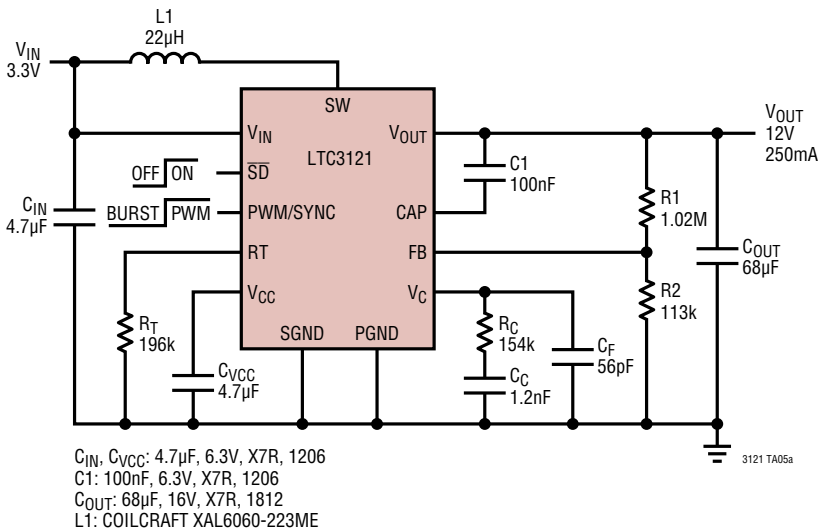 L1
22µH
VIN
3.3V
SW
VIN
VOUT
VOUT
12V
250mA
LTC3121
OFF ON
SD
C1
100nF
BURST PWM
PWM/SYNC
CAP
R1
1.02M
CIN
4.7µF
RT
FB
COUT
68µF
VCC
VC
R2
113k
RT
196k
SGND
PGND
RC
154k
CF
56pF
CVCC
4.7µF
CC
1.2nF
3121 TA05a
CIN, CVCC: 4.7µF, 6.3V, X7R, 1206
C1: 100nF, 6.3V, X7R, 1206
COUT: 68µF, 16V, X7R, 1812
L1: COILCRAFT XAL6060-223ME